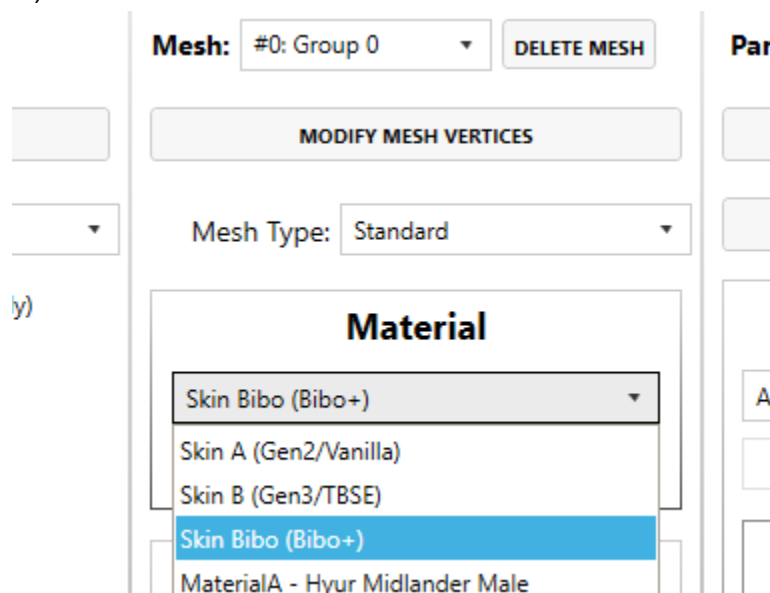 Mesh: #0: Group 0 DELETE MESH Par
MODIFY MESH VERTICES
Mesh Type: Standard
y)
Material
Skin Bibo (Bibo+)
A
Skin A (Gen2/Vanilla)
Skin B (Gen3/TBSE)
Skin Bibo (Bibo+)
MaterialA - Hyur Midlander Male